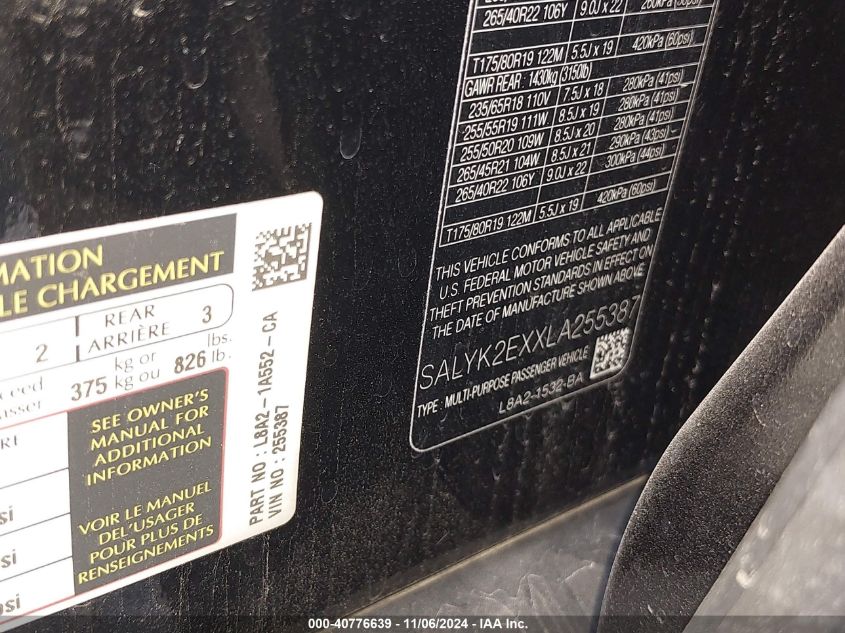 MATION
LE CHARGEMENT
2 REAR ARRIÈRE 3
375 kg or kg ou 826 lbs. lb.
SEE OWNER'S
MANUAL FOR
ADDITIONAL
INFORMATION
VOIR LE MANUEL
DEL'USAGER
POUR PLUS DE
RENSEIGNEMENTS
PART NO : L8A2 - 1A552 - CA
VIN NO : 255387
265/40R22 106Y 9.0J x 22
T175/80R19 122M 5.5J x 19 420kPa (60psi)
GAWR REAR : 1430kg (3150lb)
235/65R18 110V 7.5J x 18 280kPa (41psi)
255/55R19 111W 8.5J x 19 280kPa (41psi)
255/50R20 109W 8.5J x 20 280kPa (41psi)
265/45R21 104W 8.5J x 21 290kPa (43psi)
265/40R22 106Y 9.0J x 22 300kPa (44psi)
T175/80R19 122M 5.5J x 19 420kPa (60psi)
THIS VEHICLE CONFORMS TO ALL APPLICABLE
U.S. FEDERAL MOTOR VEHICLE SAFETY AND
THEFT PREVENTION STANDARDS IN EFFECT ON
THE DATE OF MANUFACTURE SHOWN ABOVE
SALYK2EXXLA255387
TYPE : MULTI-PURPOSE PASSENGER VEHICLE
L8A2-1532-BA
000-40776639 - 11/06/2024 - IAA Inc.